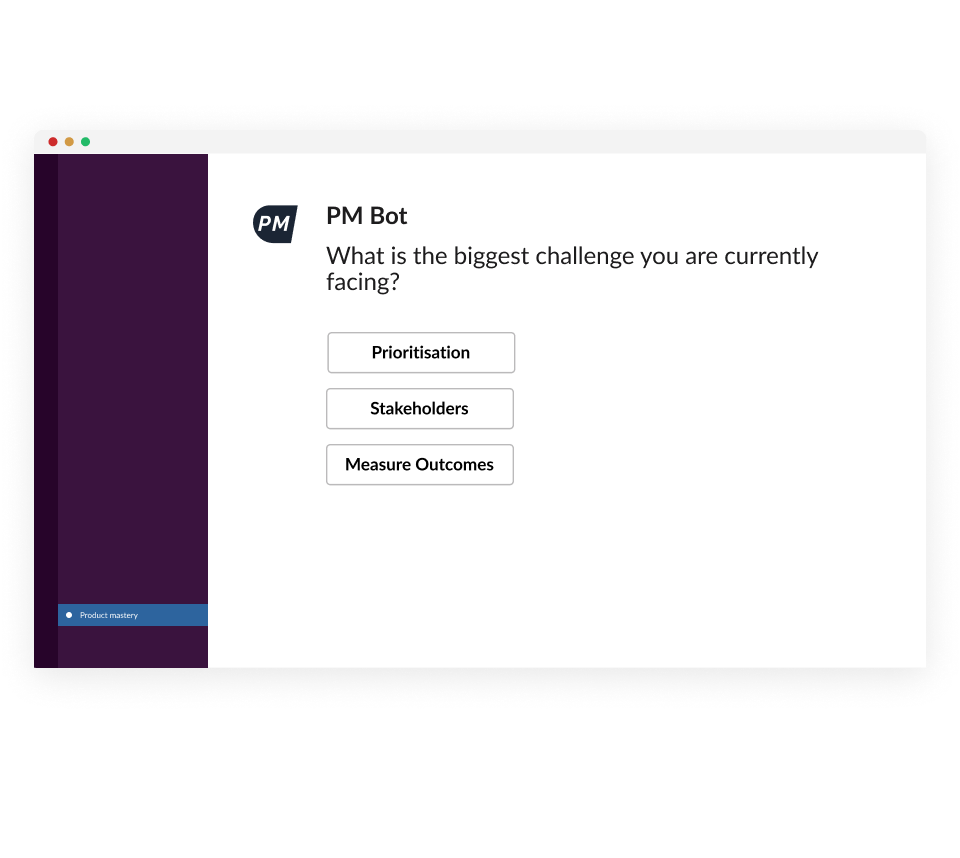 PM
PM Bot
What is the biggest challenge you are currently
facing?
Prioritisation
Stakeholders
Measure Outcomes
Product mastery